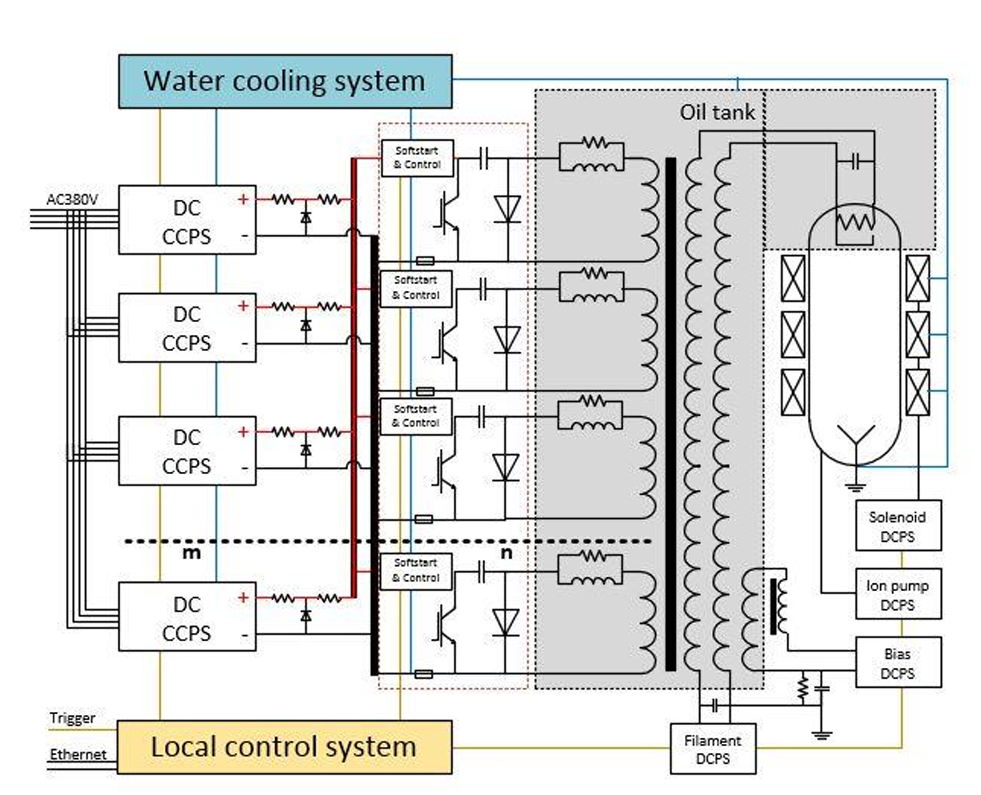 Water cooling system
Oil tank
Softstart
& Control
AC380V
DC
CCPS
+
-
Softstart
& Control
DC
CCPS
+
-
Softstart
& Control
DC
CCPS
+
-
Solenoid
DCPS
m
n
Softstart
& Control
Ion pump
DCPS
DC
CCPS
+
-
Bias
DCPS
Trigger
Local control system
Filament
DCPS
Ethernet